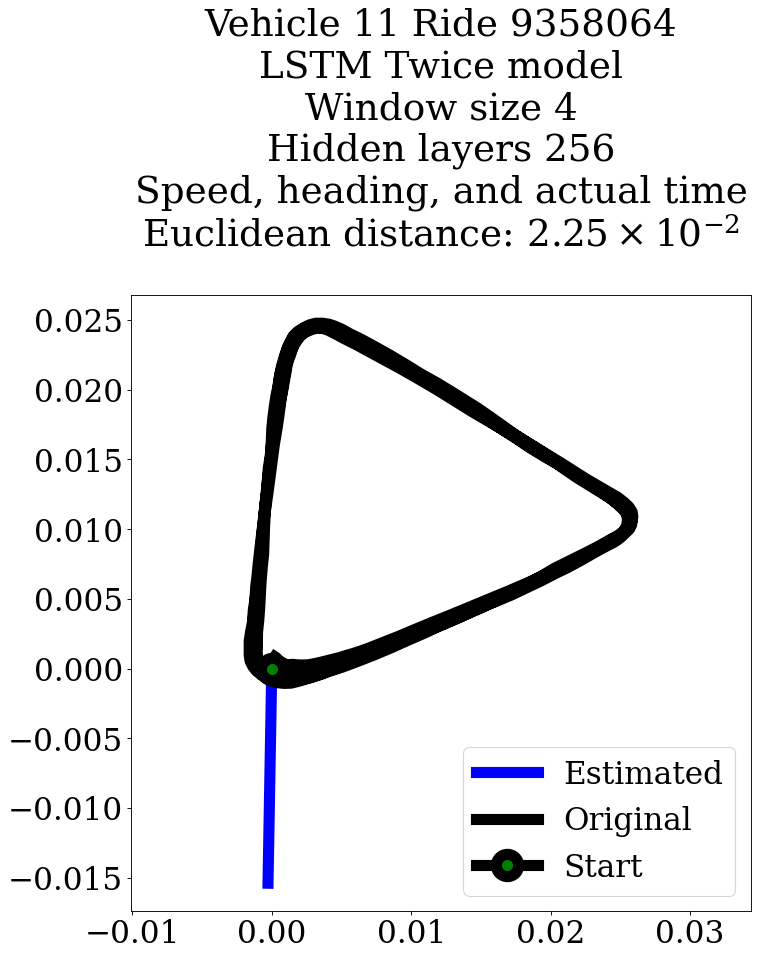 Vehicle 11 Ride 9358064
LSTM Twice model
Window size 4
Hidden layers 256
Speed, heading, and actual time
Euclidean distance: 2.25 × 10⁻²
0.025
0.020
0.015
0.010
0.005
0.000
−0.005
−0.010
−0.015
Estimated
Original
Start
−0.01 0.00 0.01 0.02 0.03